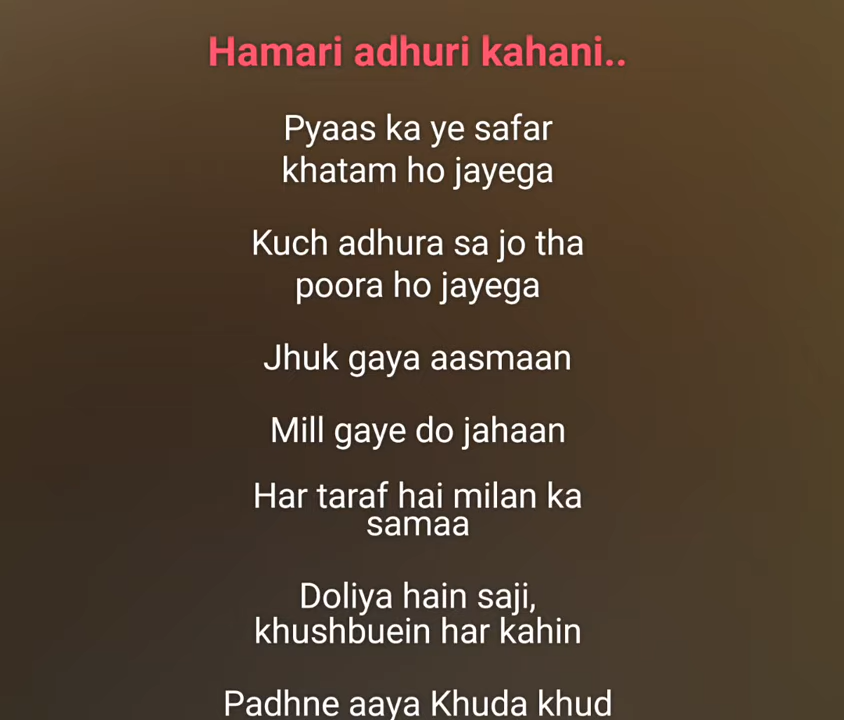 Hamari adhuri kahani..
Pyaas ka ye safar
khatam ho jayega
Kuch adhura sa jo tha
poora ho jayega
Jhuk gaya aasmaan
Mill gaye do jahaan
Har taraf hai milan ka
samaa
Doliya hain saji,
khushbuein har kahin
Padhne aaya Khuda khud